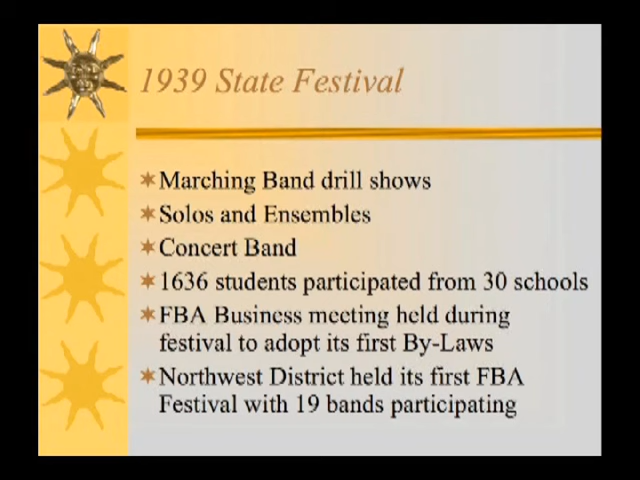 1939 State Festival
Marching Band drill shows
Solos and Ensembles
Concert Band
1636 students participated from 30 schools
FBA Business meeting held during
festival to adopt its first By-Laws
Northwest District held its first FBA
Festival with 19 bands participating